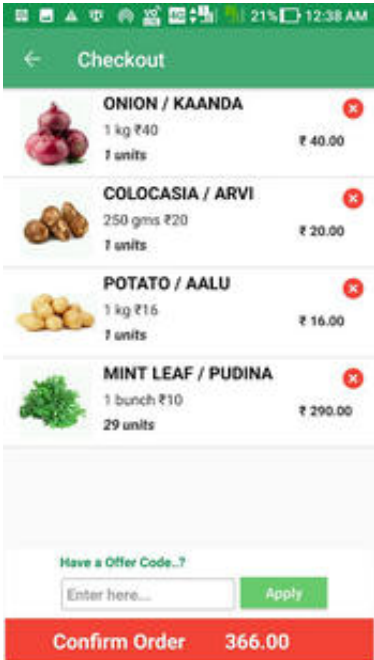 21% 12:38 AM
Checkout
ONION / KAANDA
1 kg ₹40
₹ 40.00
1 units
COLOCASIA / ARVI
250 gms ₹20
₹ 20.00
1 units
POTATO / AALU
1 kg ₹16
₹ 16.00
1 units
MINT LEAF / PUDINA
1 bunch ₹10
₹ 290.00
29 units
Have a Offer Code..?
Enter here...
Apply
Confirm Order 366.00